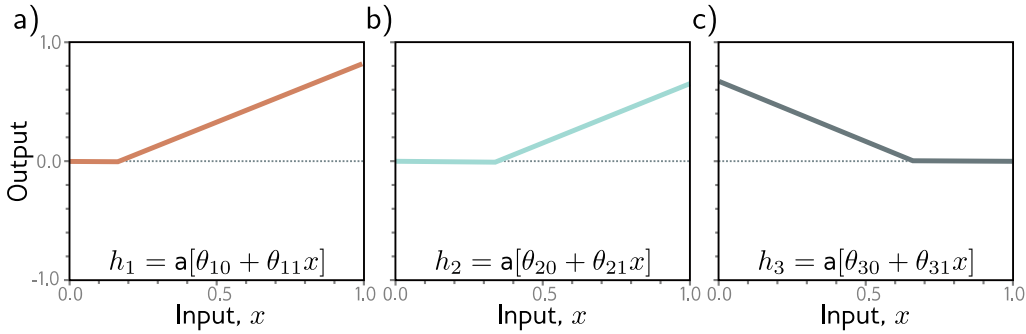 a) b) c)
1.0
Output
0.0
-1.0
h₁ = a[θ₁₀ + θ₁₁x] h₂ = a[θ₂₀ + θ₂₁x] h₃ = a[θ₃₀ + θ₃₁x]
0.0 0.5 1.0 0.0 0.5 1.0 0.0 0.5 1.0
Input, x Input, x Input, x